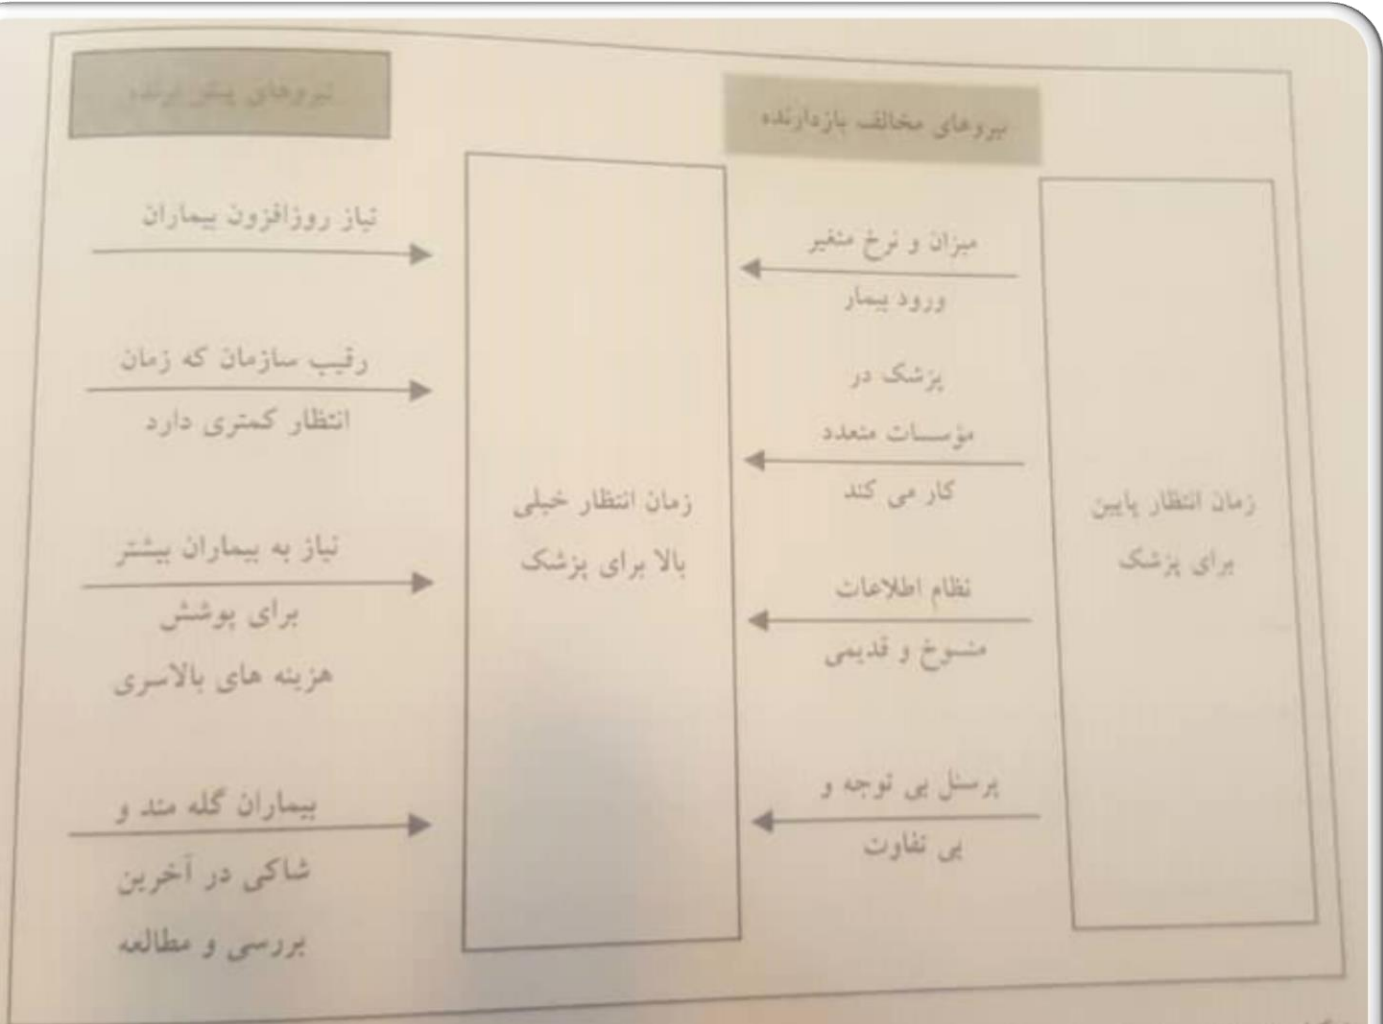 نیروهای پیش برنده
نیاز روزافزون بیماران
رقیب سازمان که زمان
انتظار کمتری دارد
نیاز به بیماران بیشتر
برای پوشش
هزینه های بالاسری
بیماران گله مند و
شاکی در آخرین
بررسی و مطالعه
زمان انتظار خیلی
بالا برای پزشک
نیروهای مخالف بازدارنده
میزان و نرخ متغیر
ورود بیمار
پزشک در
مؤسسات متعدد
کار می کند
نظام اطلاعات
منسوخ و قدیمی
پرسنل بی توجه و
بی تفاوت
زمان انتظار پایین
برای پزشک